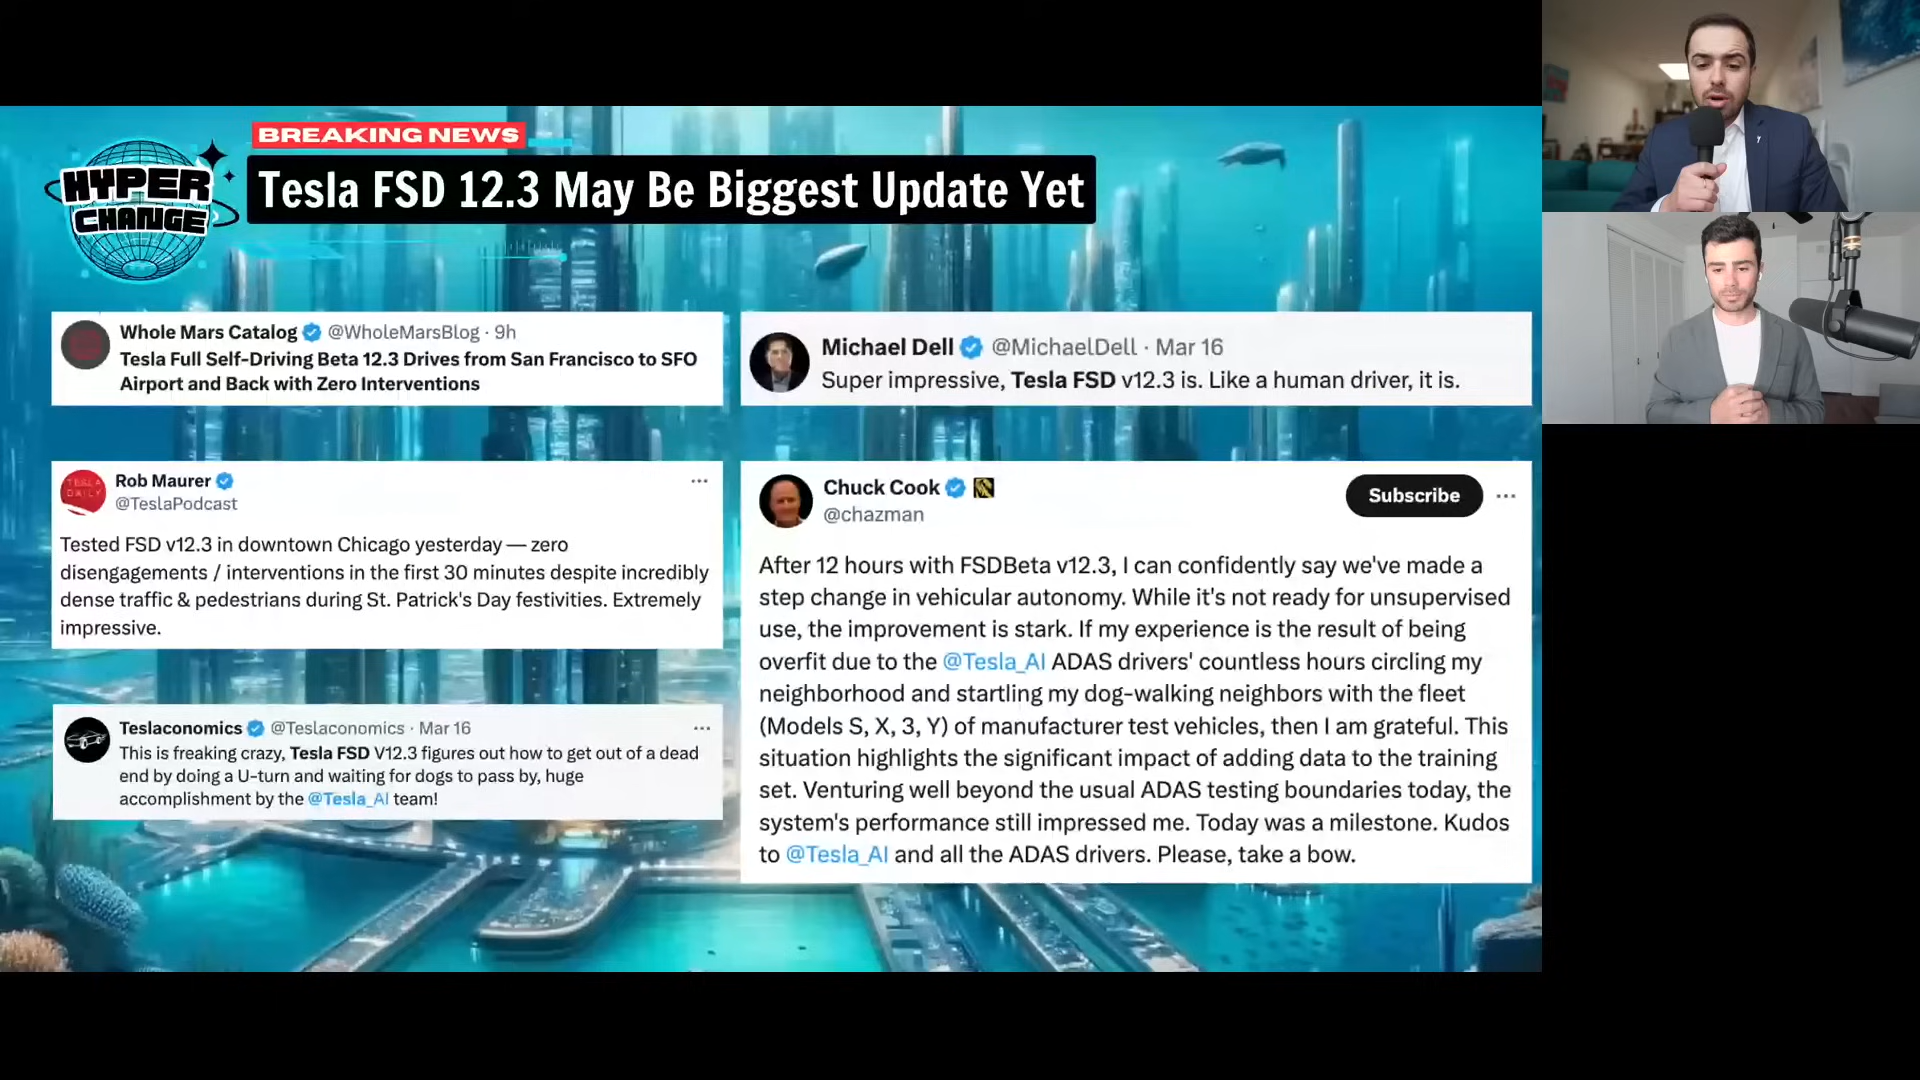 HYPER
CHANGE
BREAKING NEWS
Tesla FSD 12.3 May Be Biggest Update Yet
Whole Mars Catalog @WholeMarsBlog · 9h
Tesla Full Self-Driving Beta 12.3 Drives from San Francisco to SFO
Airport and Back with Zero Interventions
Michael Dell @MichaelDell · Mar 16
Super impressive, Tesla FSD v12.3 is. Like a human driver, it is.
TESLA
DAILY
Rob Maurer
@TeslaPodcast
Tested FSD v12.3 in downtown Chicago yesterday — zero
disengagements / interventions in the first 30 minutes despite incredibly
dense traffic & pedestrians during St. Patrick's Day festivities. Extremely
impressive.
Teslaconomics @Teslaconomics · Mar 16
This is freaking crazy, Tesla FSD V12.3 figures out how to get out of a dead
end by doing a U-turn and waiting for dogs to pass by, huge
accomplishment by the @Tesla_AI team!
Chuck Cook
@chazman
Subscribe
After 12 hours with FSDBeta v12.3, I can confidently say we've made a
step change in vehicular autonomy. While it's not ready for unsupervised
use, the improvement is stark. If my experience is the result of being
overfit due to the @Tesla_AI ADAS drivers' countless hours circling my
neighborhood and startling my dog-walking neighbors with the fleet
(Models S, X, 3, Y) of manufacturer test vehicles, then I am grateful. This
situation highlights the significant impact of adding data to the training
set. Venturing well beyond the usual ADAS testing boundaries today, the
system's performance still impressed me. Today was a milestone. Kudos
to @Tesla_AI and all the ADAS drivers. Please, take a bow.